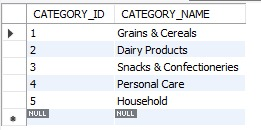 CATEGORY_ID CATEGORY_NAME
1 Grains & Cereals
2 Dairy Products
3 Snacks & Confectioneries
4 Personal Care
5 Household
NULL NULL